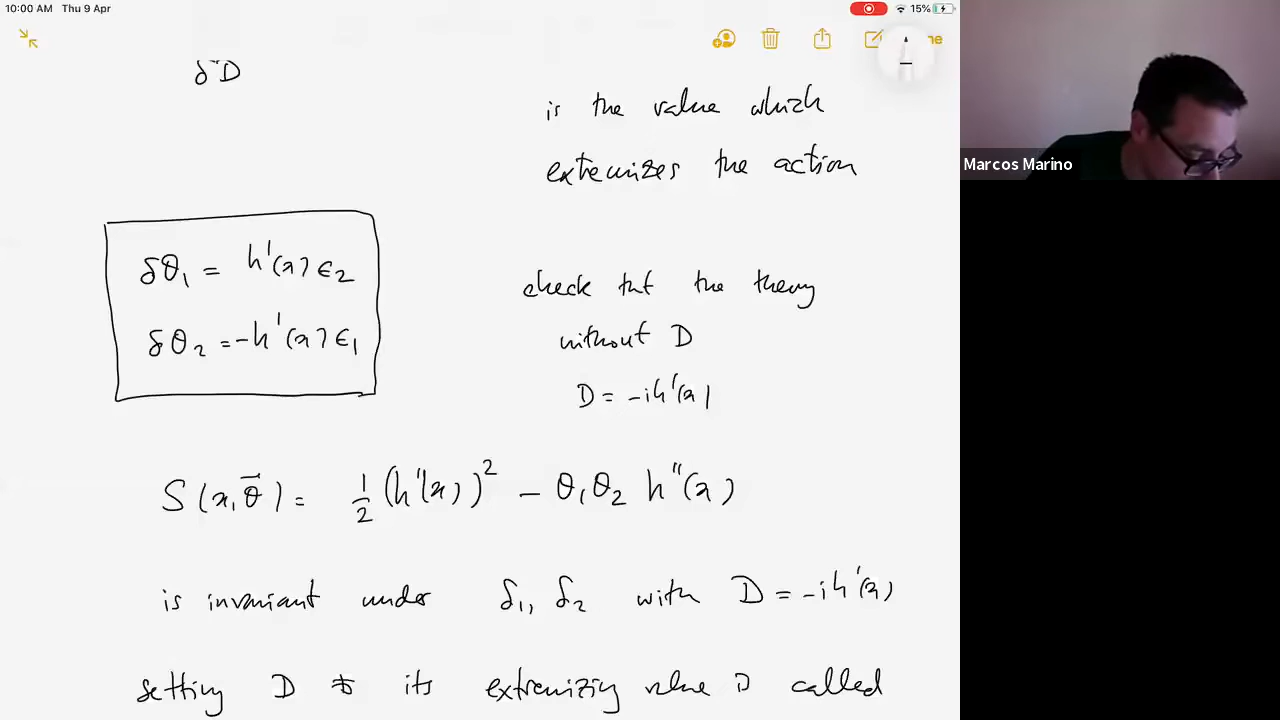 10:00 AM Thu 9 Apr
15%
δD
is the value which
extremizes the action
δθ₁ = h'(x) ϵ₂
δθ₂ = -h'(x) ϵ₁
check that the theory
without D
D = -ih'(x)
S(x, θ⃗) = 1/2 (h'(x))² - θ₁θ₂ h''(x)
is invariant under δ₁, δ₂ with D = -ih'(x)
setting D to its extremizing value is called
Marcos Marino